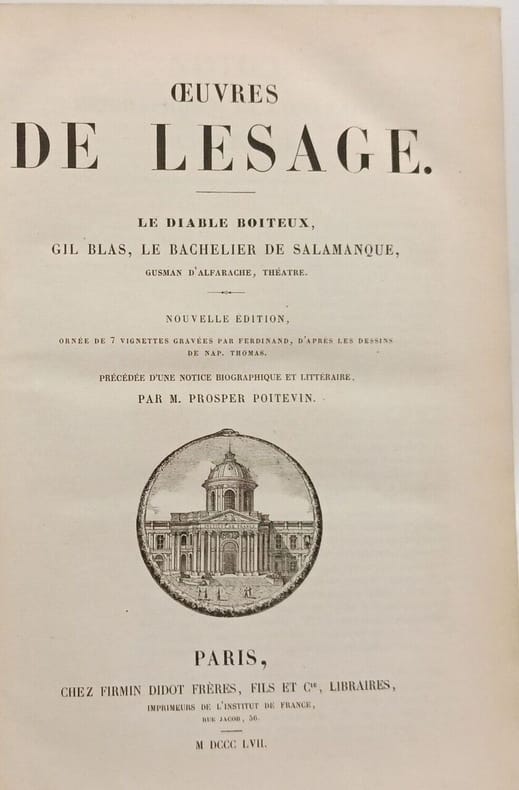 ŒUVRES
DE LESAGE.
LE DIABLE BOITEUX,
GIL BLAS, LE BACHELIER DE SALAMANQUE,
GUSMAN D'ALFARACHE, THÉATRE.
NOUVELLE ÉDITION,
ORNÉE DE 7 VIGNETTES GRAVÉES PAR FERDINAND, D'APRÈS LES DESSINS
DE NAP. THOMAS.
PRÉCÉDÉE D'UNE NOTICE BIOGRAPHIQUE ET LITTÉRAIRE,
PAR M. PROSPER POITEVIN.
INSTITUT DE FRANCE
PARIS,
CHEZ FIRMIN DIDOT FRÈRES, FILS ET Cie, LIBRAIRES,
IMPRIMEURS DE L'INSTITUT DE FRANCE,
RUE JACOB, 56.
M DCCC LVII.